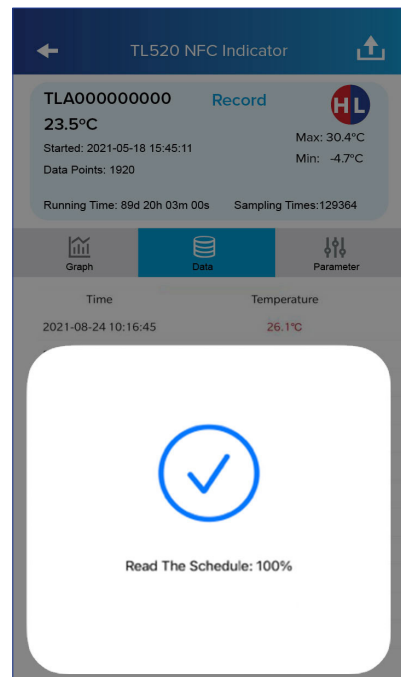 TL520 NFC Indicator
TLA000000000 Record
HL
23.5°C
Max: 30.4°C
Started: 2021-05-18 15:45:11
Min: -4.7°C
Data Points: 1920
Running Time: 89d 20h 03m 00s Sampling Times:129364
Graph Data Parameter
Time Temperature
2021-08-24 10:16:45 26.1°C
Read The Schedule: 100%